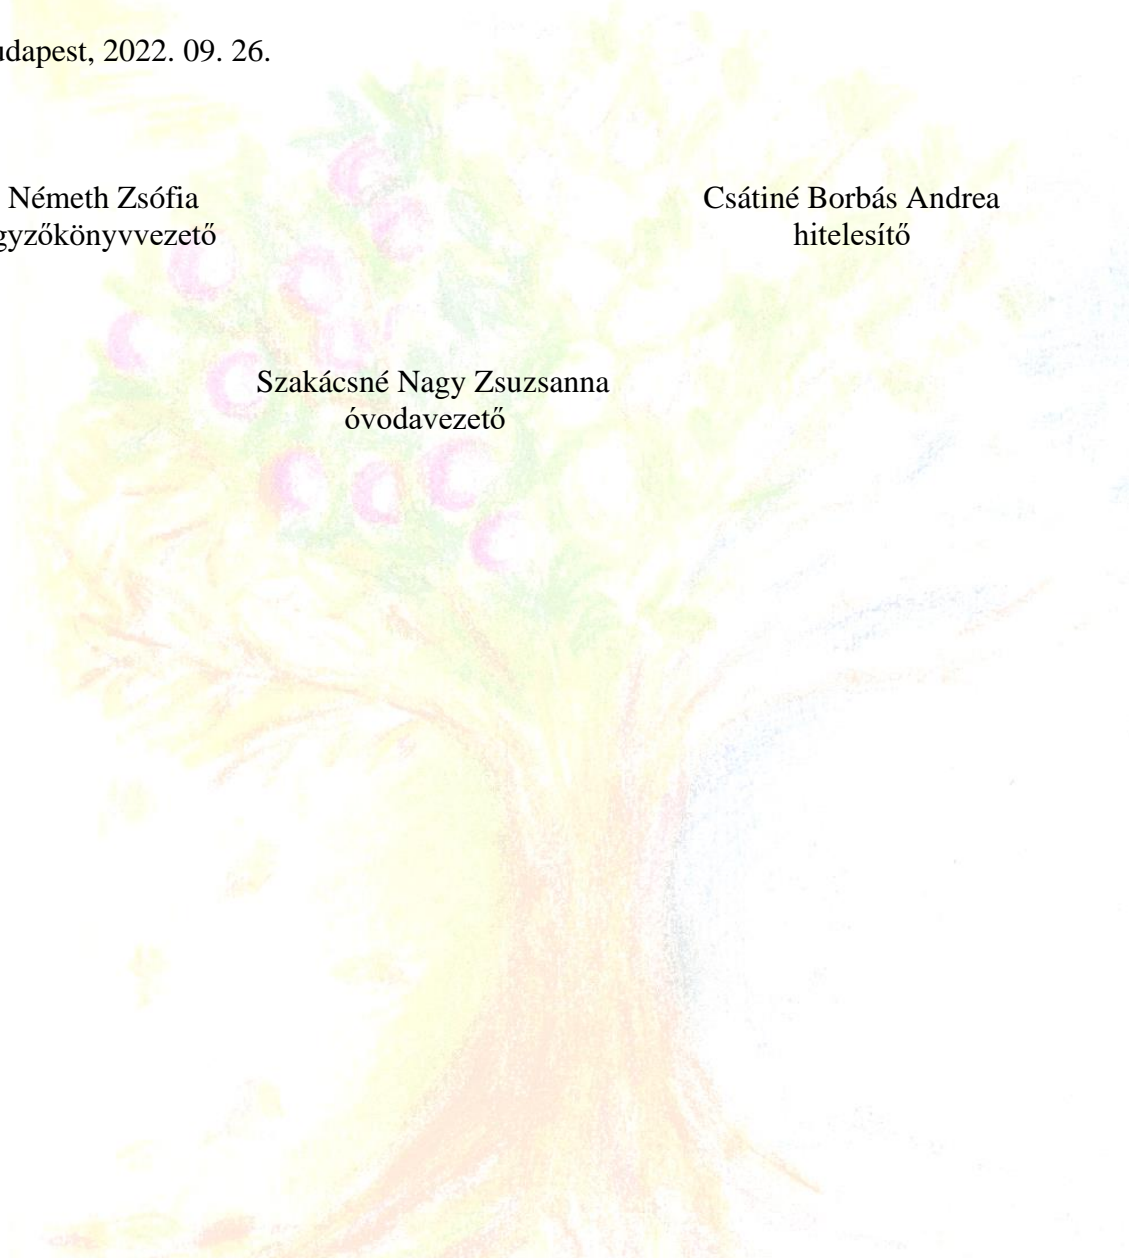 udapest, 2022. 09. 26.
Németh Zsófia
gyzőkönyvvezető
Csátiné Borbás Andrea
hitelesítő
Szakácsné Nagy Zsuzsanna
óvodavezető